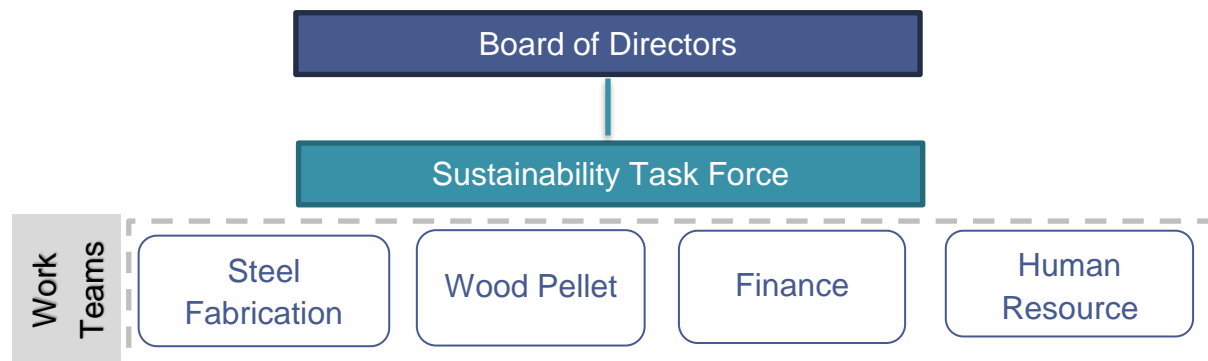 Board of Directors
Sustainability Task Force
Work
Teams
Steel
Fabrication
Wood Pellet
Finance
Human
Resource